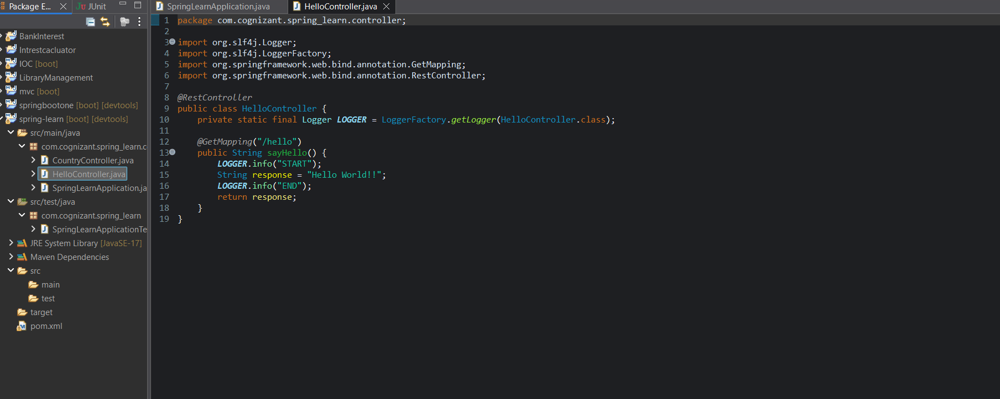 Package E...
JUnit
BankInterest
Intrestcacluator
IOC [boot]
LibraryManagement
mvc [boot]
springbootone [boot] [devtools]
spring-learn [boot] [devtools]
src/main/java
com.cognizant.spring_learn.c
CountryController.java
HelloController.java
SpringLearnApplication.ja
src/test/java
com.cognizant.spring_learn
SpringLearnApplicationTe
JRE System Library [JavaSE-17]
Maven Dependencies
src
main
test
target
pom.xml
SpringLearnApplication.java
HelloController.java
1 package com.cognizant.spring_learn.controller;
2
3 import org.slf4j.Logger;
4 import org.slf4j.LoggerFactory;
5 import org.springframework.web.bind.annotation.GetMapping;
6 import org.springframework.web.bind.annotation.RestController;
7
8 @RestController
9 public class HelloController {
10 private static final Logger LOGGER = LoggerFactory.getLogger(HelloController.class);
11
12 @GetMapping("/hello")
13 public String sayHello() {
14 LOGGER.info("START");
15 String response = "Hello World!!";
16 LOGGER.info("END");
17 return response;
18 }
19 }